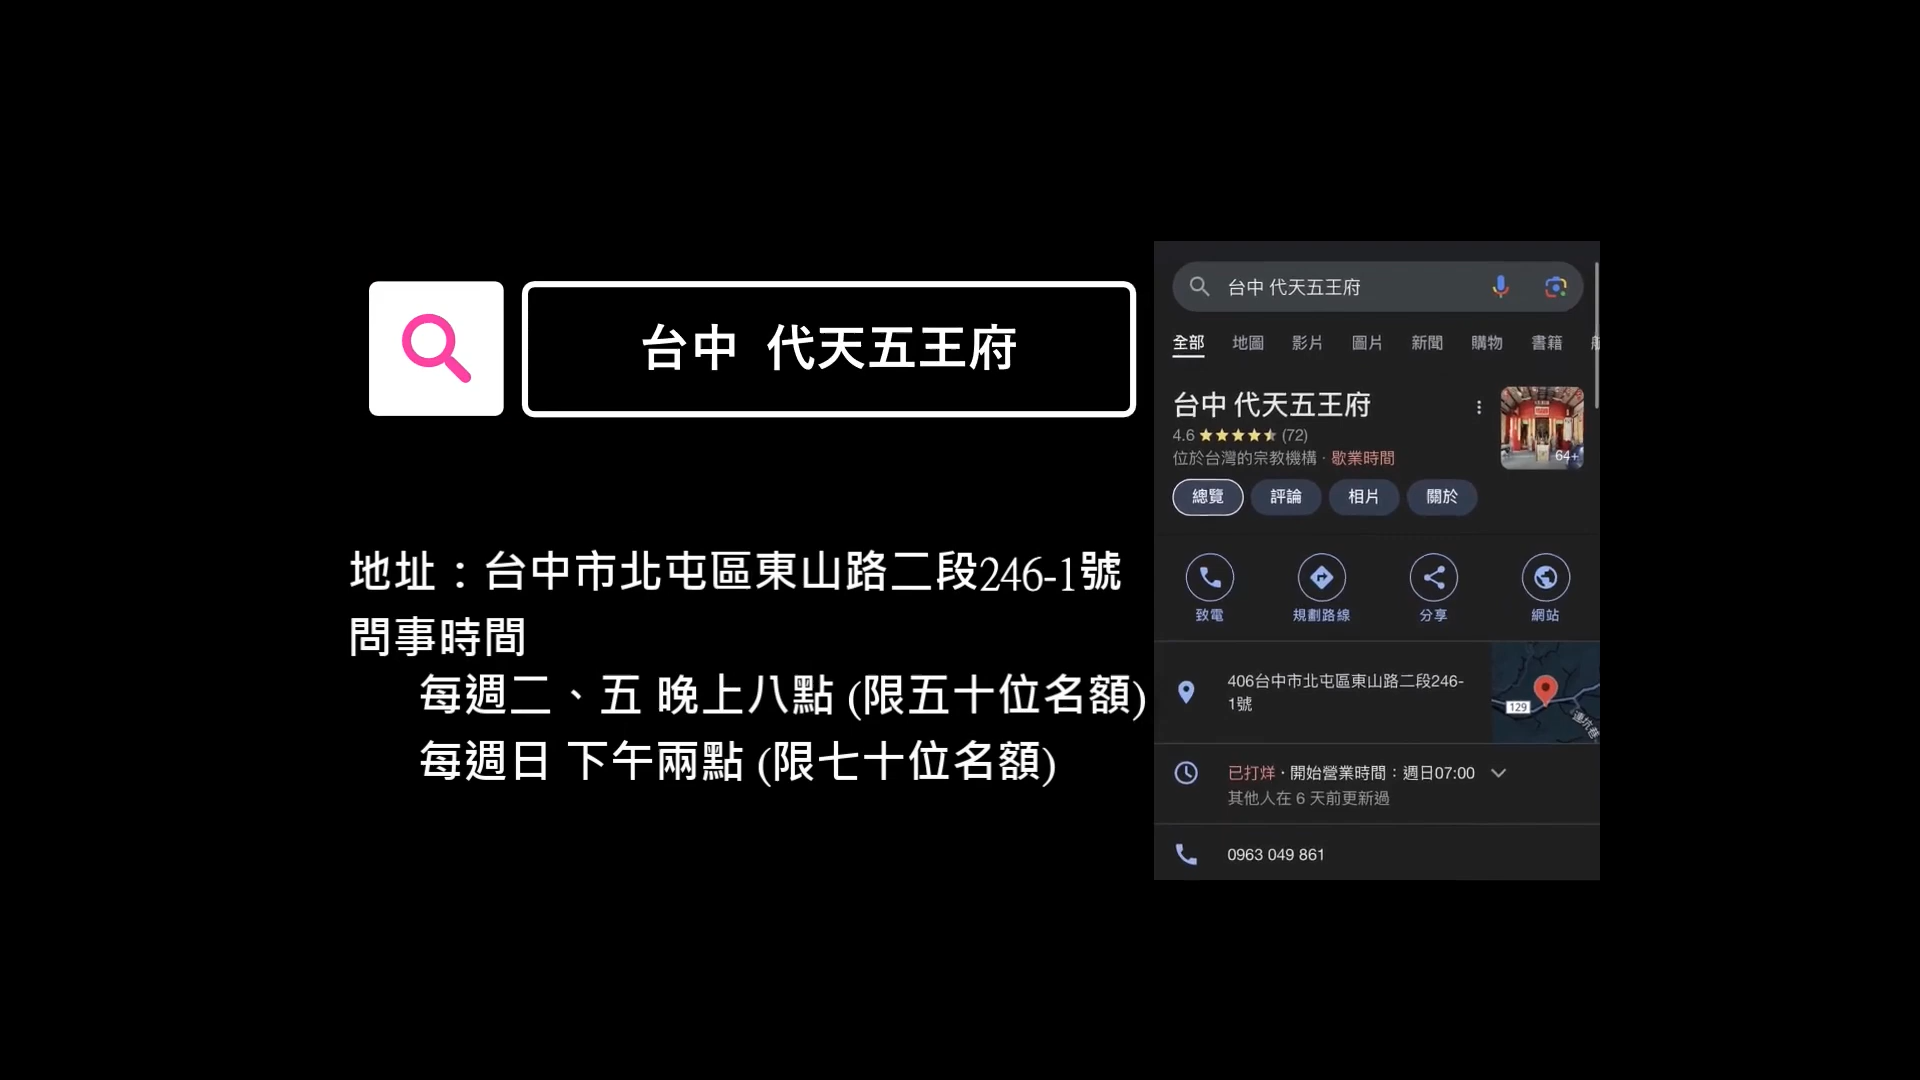 台中 代天五王府
地址：台中市北屯區東山路二段246-1號
問事時間
每週二、五 晚上八點 (限五十位名額)
每週日 下午兩點 (限七十位名額)
台中 代天五王府
全部 地圖 影片 圖片 新聞 購物 書籍
台中 代天五王府
4.6 ★★★★★ (72)
位於台灣的宗教機構 · 歇業時間
64+
總覽 評論 相片 關於
致電 規劃路線 分享 網站
406台中市北屯區東山路二段246-
1號
129
連坑巷
已打烊 · 開始營業時間：週日07:00
其他人在 6 天前更新過
0963 049 861